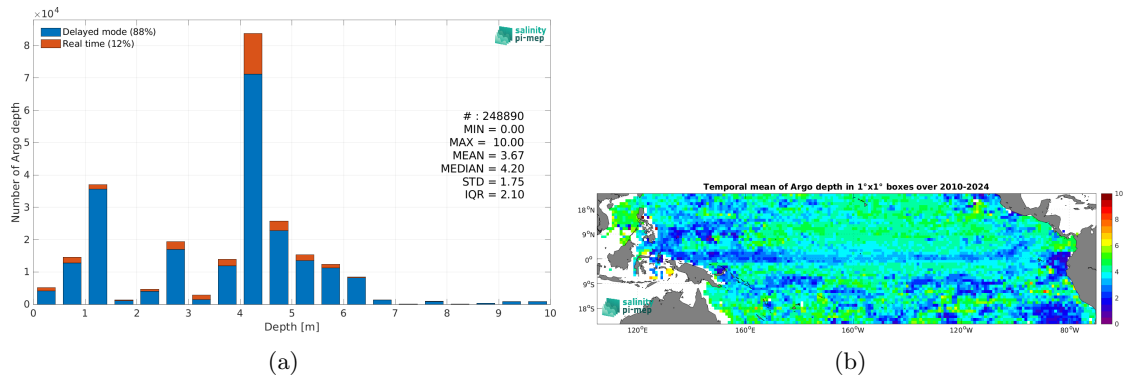 ×10⁴
Delayed mode (88%)
Real time (12%)
salinity
pi-mep
8
7
6
5
4
3
2
1
0
Number of Argo depth
# : 248890
MIN = 0.00
MAX = 10.00
MEAN = 3.67
MEDIAN = 4.20
STD = 1.75
IQR = 2.10
0 1 2 3 4 5 6 7 8 9 10
Depth [m]
(a)
Temporal mean of Argo depth in 1°x1° boxes over 2010-2024
18°N
9°N
0°
9°S
18°S
salinity
pi-mep
120°E 160°E 160°W 120°W 80°W
10
8
6
4
2
0
(b)